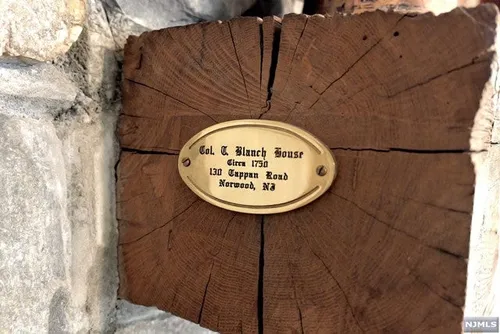 Col. T. Blanch House
Circa 1750
130 Tappan Road
Norwood, NJ
NJMLS